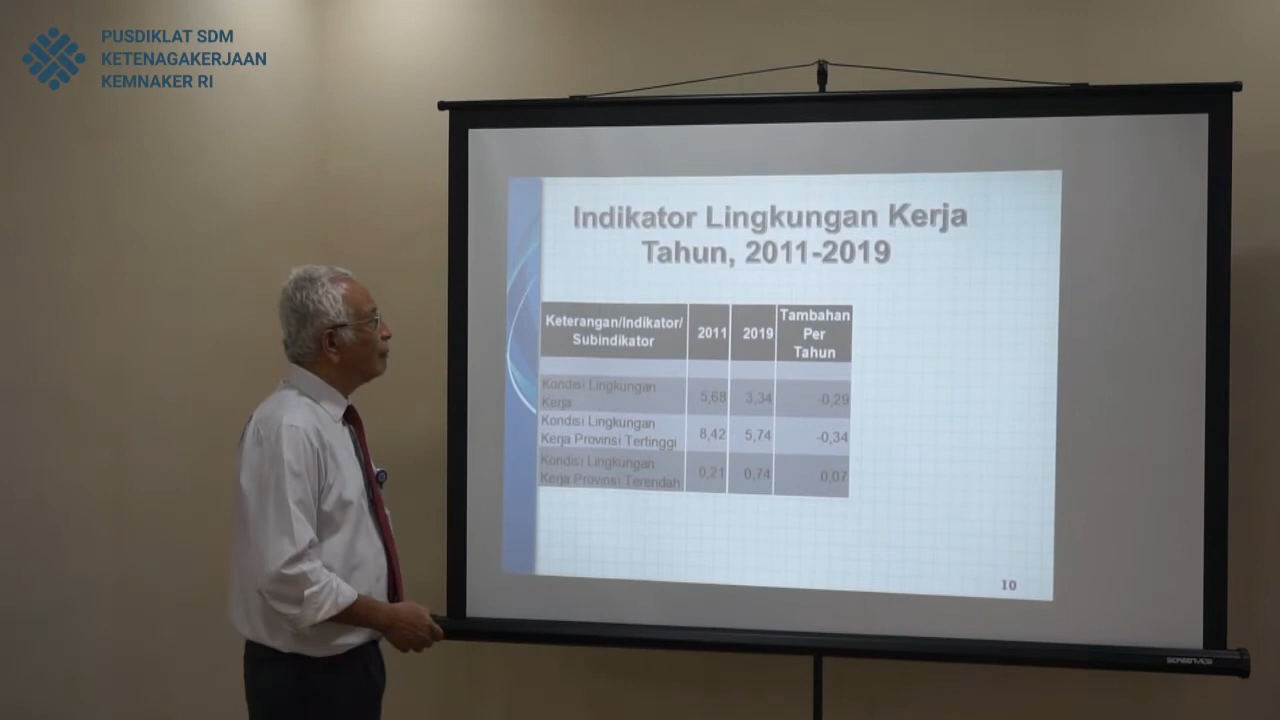 PUSDIKLAT SDM
KETENAGAKERJAAN
KEMNAKER RI
Indikator Lingkungan Kerja
Tahun, 2011-2019
Keterangan/Indikator/
Subindikator
2011
2019
Tambahan
Per
Tahun
Kondisi Lingkungan
Kerja
5,68
3,34
-0,29
Kondisi Lingkungan
Kerja Provinsi Tertinggi
8,42
5,74
-0,34
Kondisi Lingkungan
Kerja Provinsi Terendah
0,21
0,74
0,07
10